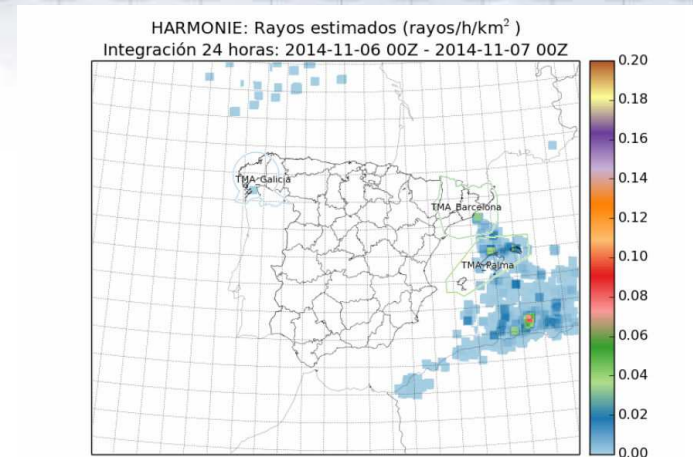 HARMONIE: Rayos estimados (rayos/h/km²)
Integración 24 horas: 2014-11-06 00Z - 2014-11-07 00Z
TMA-Galicia
TMA_Barcelona
TMA-Palma
0.20
0.18
0.16
0.14
0.12
0.10
0.08
0.06
0.04
0.02
0.00